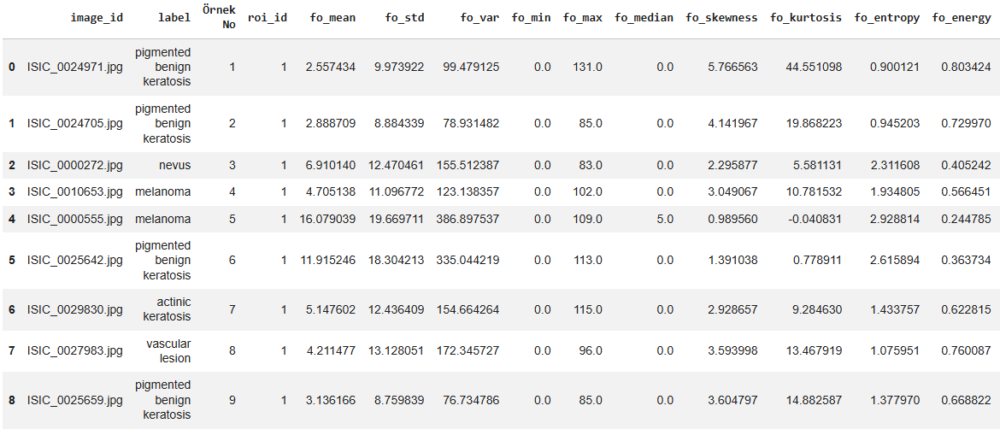 image_id label Örnek No roi_id fo_mean fo_std fo_var fo_min fo_max fo_median fo_skewness fo_kurtosis fo_entropy fo_energy
0 ISIC_0024971.jpg pigmented benign keratosis 1 1 2.557434 9.973922 99.479125 0.0 131.0 0.0 5.766563 44.551098 0.900121 0.803424
1 ISIC_0024705.jpg pigmented benign keratosis 2 1 2.888709 8.884339 78.931482 0.0 85.0 0.0 4.141967 19.868223 0.945203 0.729970
2 ISIC_0000272.jpg nevus 3 1 6.910140 12.470461 155.512387 0.0 83.0 0.0 2.295877 5.581131 2.311608 0.405242
3 ISIC_0010653.jpg melanoma 4 1 4.705138 11.096772 123.138357 0.0 102.0 0.0 3.049067 10.781532 1.934805 0.566451
4 ISIC_0000555.jpg melanoma 5 1 16.079039 19.669711 386.897537 0.0 109.0 5.0 0.989560 -0.040831 2.928814 0.244785
5 ISIC_0025642.jpg pigmented benign keratosis 6 1 11.915246 18.304213 335.044219 0.0 113.0 0.0 1.391038 0.778911 2.615894 0.363734
6 ISIC_0029830.jpg actinic keratosis 7 1 5.147602 12.436409 154.664264 0.0 115.0 0.0 2.928657 9.284630 1.433757 0.622815
7 ISIC_0027983.jpg vascular lesion 8 1 4.211477 13.128051 172.345727 0.0 96.0 0.0 3.593998 13.467919 1.075951 0.760087
8 ISIC_0025659.jpg pigmented benign keratosis 9 1 3.136166 8.759839 76.734786 0.0 85.0 0.0 3.604797 14.882587 1.377970 0.668822